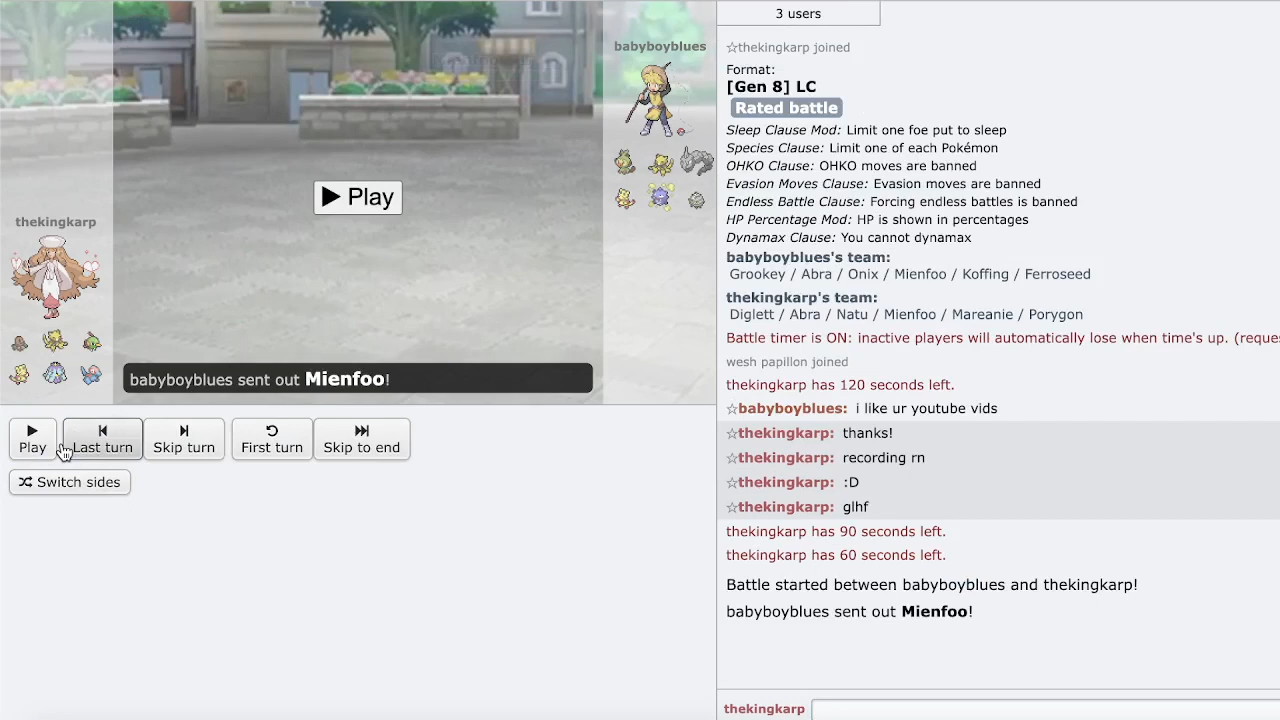 babyboyblues
thekingkarp
▶ Play
babyboyblues sent out Mienfoo!
Play
Last turn
Skip turn
First turn
Skip to end
Switch sides
3 users
☆thekingkarp joined
Format:
[Gen 8] LC
Rated battle
Sleep Clause Mod: Limit one foe put to sleep
Species Clause: Limit one of each Pokémon
OHKO Clause: OHKO moves are banned
Evasion Moves Clause: Evasion moves are banned
Endless Battle Clause: Forcing endless battles is banned
HP Percentage Mod: HP is shown in percentages
Dynamax Clause: You cannot dynamax
babyboyblues's team:
Grookey / Abra / Onix / Mienfoo / Koffing / Ferroseed
thekingkarp's team:
Diglett / Abra / Natu / Mienfoo / Mareanie / Porygon
Battle timer is ON: inactive players will automatically lose when time's up. (reque
wesh papillon joined
thekingkarp has 120 seconds left.
☆babyboyblues: i like ur youtube vids
☆thekingkarp: thanks!
☆thekingkarp: recording rn
☆thekingkarp: :D
☆thekingkarp: glhf
thekingkarp has 90 seconds left.
thekingkarp has 60 seconds left.
Battle started between babyboyblues and thekingkarp!
babyboyblues sent out Mienfoo!
thekingkarp